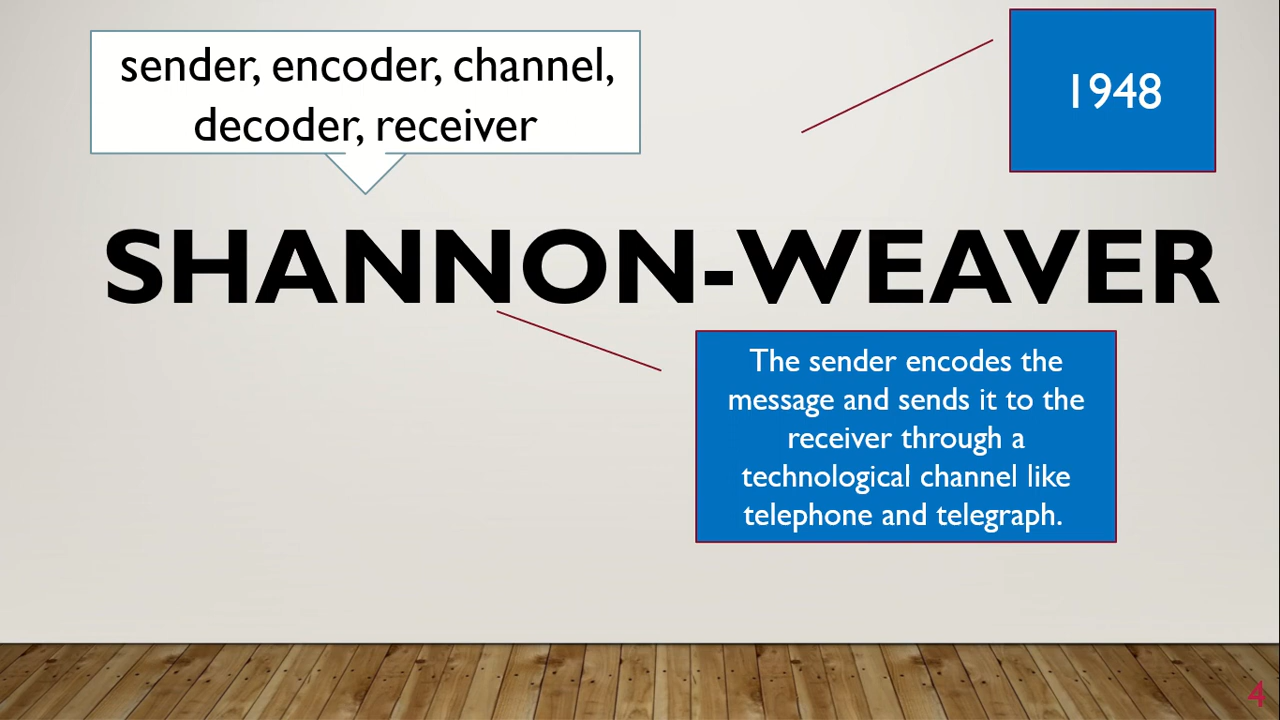 sender, encoder, channel,
decoder, receiver
1948
SHANNON-WEAVER
The sender encodes the
message and sends it to the
receiver through a
technological channel like
telephone and telegraph.
4